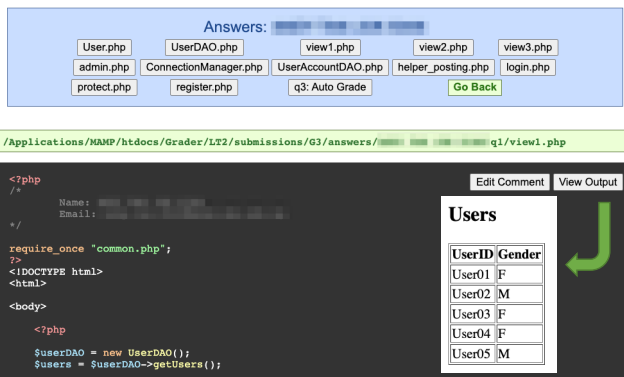 Answers:
User.php UserDAO.php view1.php view2.php view3.php
admin.php ConnectionManager.php UserAccountDAO.php helper_posting.php login.php
protect.php register.php q3: Auto Grade Go Back
/Applications/MAMP/htdocs/Grader/LT2/submissions/G3/answers/ q1/view1.php
Edit Comment View Output
<?php
/*
Name:
Email:
*/
require_once "common.php";
?>
<!DOCTYPE html>
<html>
<body>
<?php
$userDAO = new UserDAO();
$users = $userDAO->getUsers();
Users
UserID Gender
User01 F
User02 M
User03 F
User04 F
User05 M